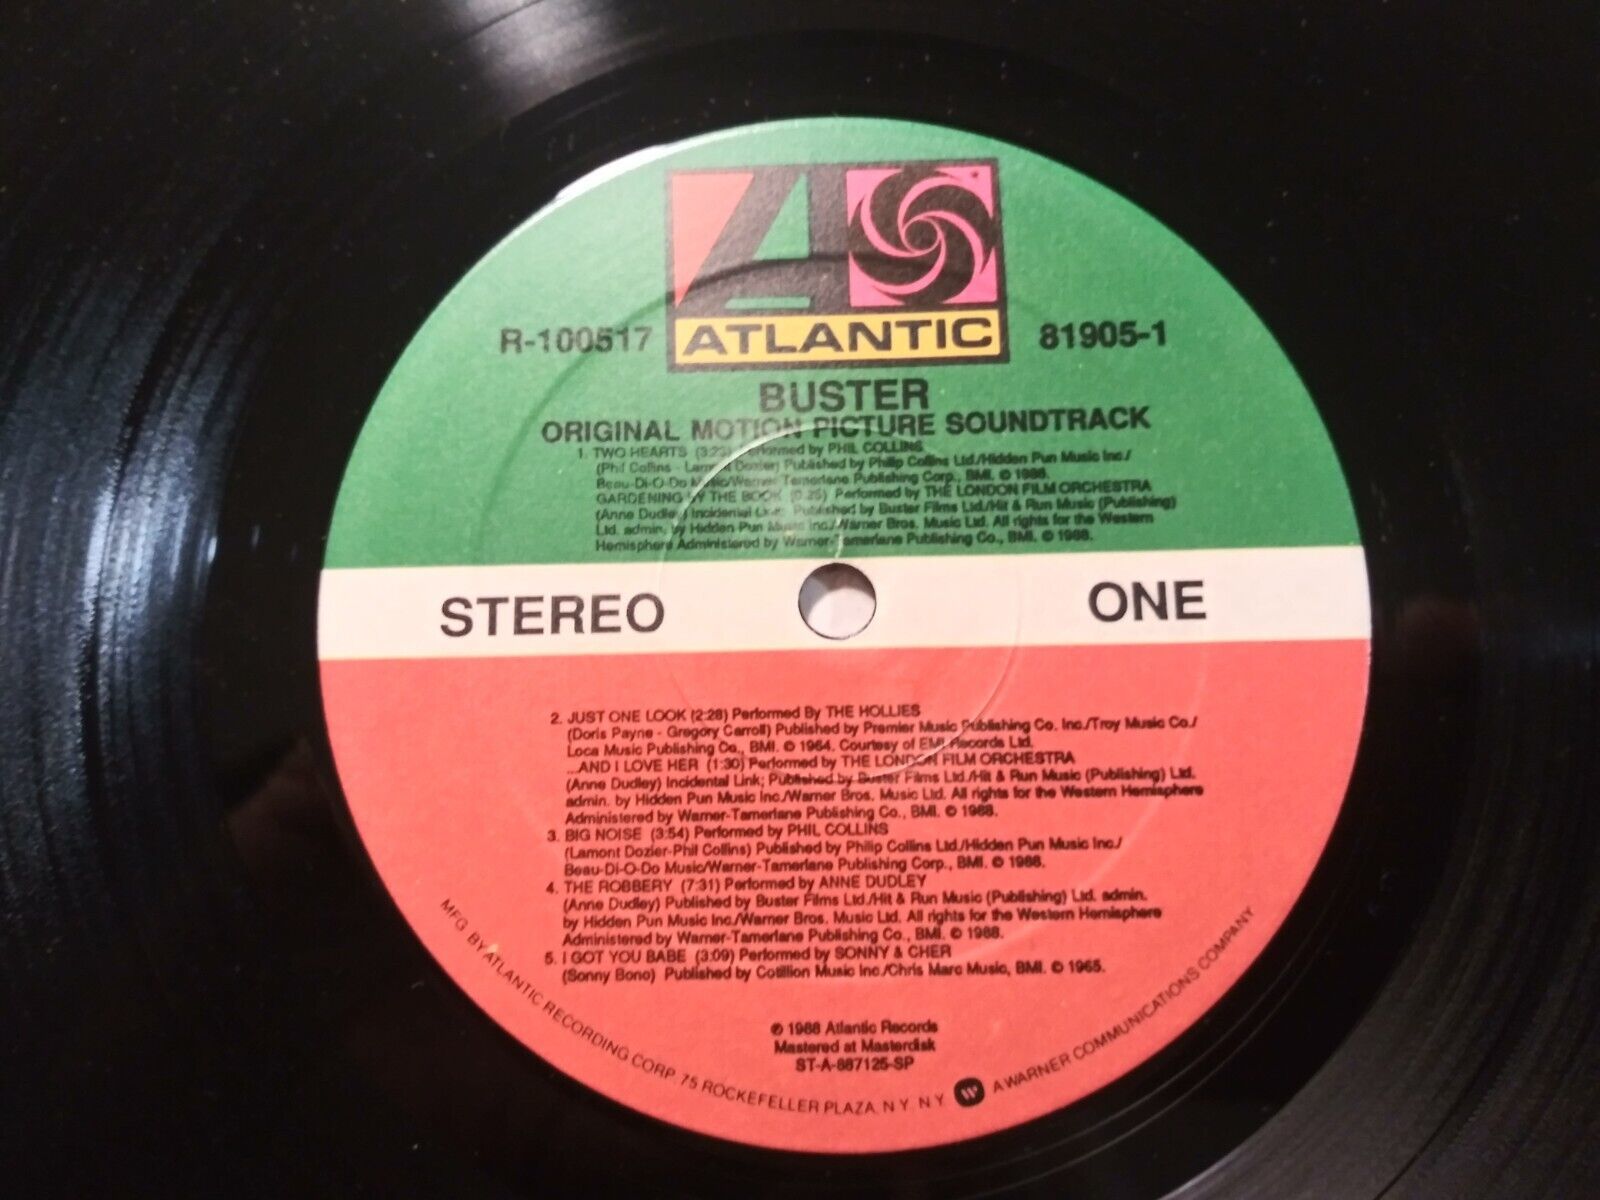 R-100517
ATLANTIC
81905-1
BUSTER
ORIGINAL MOTION PICTURE SOUNDTRACK
1. TWO HEARTS (3:23) Performed by PHIL COLLINS
(Phil Collins - Lamont Dozier) Published by Philip Collins Ltd./Hidden Pun Music Inc./
Beau-Di-O-Do Music/Warner-Tamerlane Publishing Corp., BMI. © 1988.
GARDENING BY THE BOOK (0:25) Performed by THE LONDON FILM ORCHESTRA
(Anne Dudley) Incidental Link; Published by Buster Films Ltd./Hit & Run Music (Publishing)
Ltd. admin. by Hidden Pun Music Inc./Warner Bros. Music Ltd. All rights for the Western
Hemisphere Administered by Warner-Tamerlane Publishing Co., BMI. © 1988.
STEREO
ONE
2. JUST ONE LOOK (2:28) Performed By THE HOLLIES
(Doris Payne - Gregory Carroll) Published by Premier Music Publishing Co. Inc./Troy Music Co./
Loca Music Publishing Co., BMI. © 1964. Courtesy of EMI Records Ltd.
...AND I LOVE HER (1:30) Performed by THE LONDON FILM ORCHESTRA
(Anne Dudley) Incidental Link; Published by Buster Films Ltd./Hit & Run Music (Publishing) Ltd.
admin. by Hidden Pun Music Inc./Warner Bros. Music Ltd. All rights for the Western Hemisphere
Administered by Warner-Tamerlane Publishing Co., BMI. © 1988.
3. BIG NOISE (3:54) Performed by PHIL COLLINS
(Lamont Dozier-Phil Collins) Published by Philip Collins Ltd./Hidden Pun Music Inc./
Beau-Di-O-Do Music/Warner-Tamerlane Publishing Corp., BMI. © 1988.
4. THE ROBBERY (7:31) Performed by ANNE DUDLEY
(Anne Dudley) Published by Buster Films Ltd./Hit & Run Music (Publishing) Ltd. admin.
by Hidden Pun Music Inc./Warner Bros. Music Ltd. All rights for the Western Hemisphere
Administered by Warner-Tamerlane Publishing Co., BMI. © 1988.
5. I GOT YOU BABE (3:09) Performed by SONNY & CHER
(Sonny Bono) Published by Cotillion Music Inc./Chris Marc Music, BMI. © 1965.
℗ 1988 Atlantic Records
Mastered at Masterdisk
ST-A-887125-SP
MFG BY ATLANTIC RECORDING CORP. 75 ROCKEFELLER PLAZA, N.Y. N.Y. A WARNER COMMUNICATIONS COMPANY